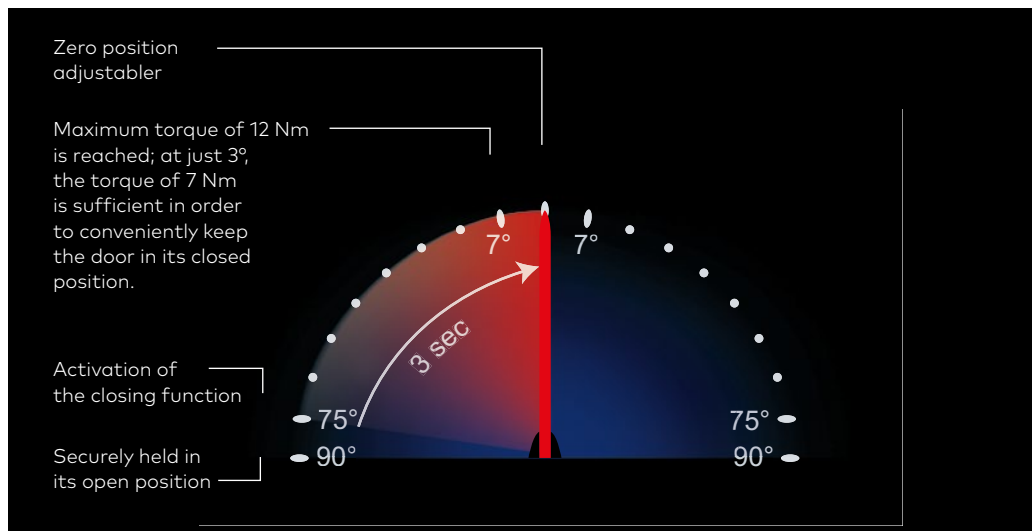 Zero position
adjustabler
Maximum torque of 12 Nm
is reached; at just 3°,
the torque of 7 Nm
is sufficient in order
to conveniently keep
the door in its closed
position.
7°
7°
3 sec
Activation of
the closing function
75°
75°
Securely held in
its open position
90°
90°